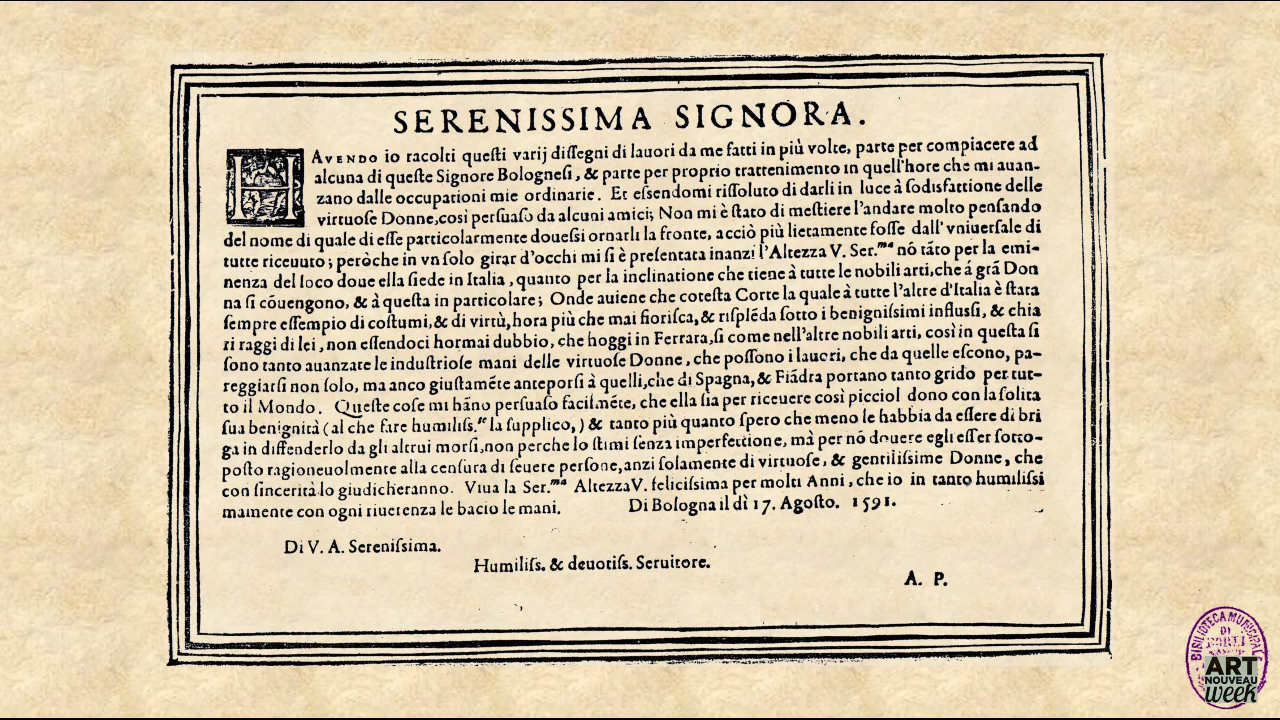 SERENISSIMA SIGNORA.
HAVENDO io racolti questi varij dissegni di lauori da me fatti in più volte, parte per compiacere ad
alcuna di queste Signore Bolognesi, & parte per proprio trattenimento in quell'hore che mi auan-
zano dalle occupationi mie ordinarie. Et essendomi rissoluto di darli in luce à sodisfattione delle
virtuose Donne,così persuaso da alcuni amici; Non mi è stato di mestiere l'andare molto pensando
del nome di quale di esse particolarmente douessi ornarli la fronte, acciò più lietamente fosse dall' vniuersale di
tutte riceuuto; peròche in vn solo girar d'occhi mi si è presentata inanzi l'Altezza V. Ser.ma nõ tãto per la emi-
nenza del loco doue ella siede in Italia, quanto per la inclinatione che tiene à tutte le nobili arti,che á grã Don
na si cõuengono, & à questa in particolare; Onde auiene che cotesta Corte la quale à tutte l'altre d'Italia è stata
sempre essempio di costumi,& di virtù,hora più che mai fiorisca,& rispléda sotto i benignissimi influssi, & chia
ri raggi di lei, non essendoci hormai dubbio, che hoggi in Ferrara,si come nell'altre nobili arti, così in questa si
sono tanto auanzate le industriose mani delle virtuose Donne, che possono i lauori, che da quelle escono, pa-
reggiarsi non solo, ma anco giustaméte anteporsi à quelli,che di Spagna,& Fiãdra portano tanto grido per tut-
to il Mondo. Queste cose mi hãno persuaso facilméte, che ella sia per riceuere così picciol dono con la solita
sua benignità (al che fare humilis. la supplico,) & tanto più quanto spero che meno le habbia da essere di bri
ga in diffenderlo da gli altrui morsi,non perche lo stimi senza imperfettione, mà per nõ douere egli esser sotto-
posto ragioneuolmente alla censura di seuere persone,anzi solamente di virtuose, & gentilissime Donne, che
con sincerità lo giudicheranno. Viua la Ser.ma Altezza V. felicissima per molti Anni, che io in tanto humilissi
mamente con ogni riuerenza le bacio le mani. Di Bologna il dì 17. Agosto. 1591.
Di V. A. Serenissima.
Humiliss. & deuotiss. Seruitore.
A. P.
BIBLIOTECA MUNICIPAL
DI
ART
NOUVEAU
week